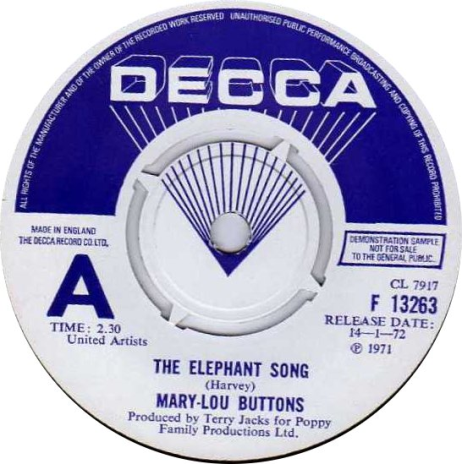 ALL RIGHTS OF THE MANUFACTURER AND OF THE OWNER OF THE RECORDED WORK RESERVED UNAUTHORISED PUBLIC PERFORMANCE BROADCASTING AND COPYING OF THIS RECORD PROHIBITED
DECCA
MADE IN ENGLAND
THE DECCA RECORD CO. LTD.
DEMONSTRATION SAMPLE
NOT FOR SALE
TO THE GENERAL PUBLIC.
A
CL 7917
F 13263
TIME: 2.30
United Artists
RELEASE DATE:
14—1—72
℗ 1971
THE ELEPHANT SONG
(Harvey)
MARY-LOU BUTTONS
Produced by Terry Jacks for Poppy
Family Productions Ltd.